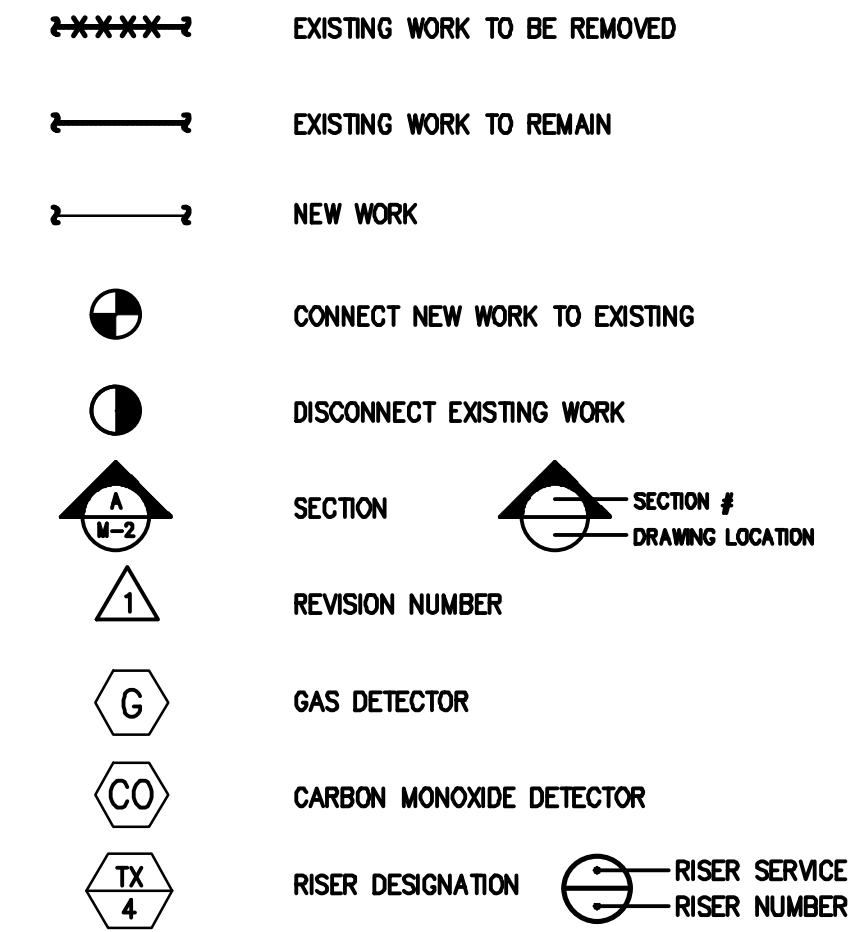 XXXX EXISTING WORK TO BE REMOVED
EXISTING WORK TO REMAIN
NEW WORK
CONNECT NEW WORK TO EXISTING
DISCONNECT EXISTING WORK
A
M-2
SECTION
SECTION #
DRAWING LOCATION
1 REVISION NUMBER
G GAS DETECTOR
CO CARBON MONOXIDE DETECTOR
TX
4
RISER DESIGNATION
RISER SERVICE
RISER NUMBER